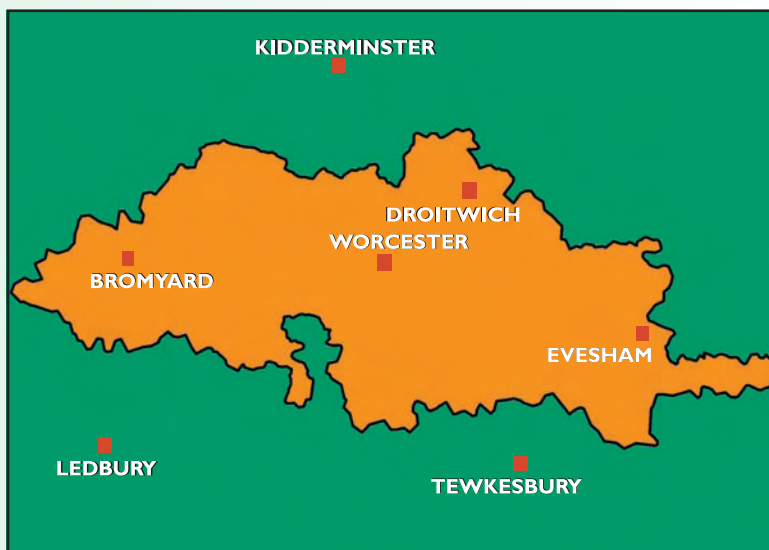 KIDDERMINSTER
DROITWICH
WORCESTER
BROMYARD
EVESHAM
LEDBURY
TEWKESBURY